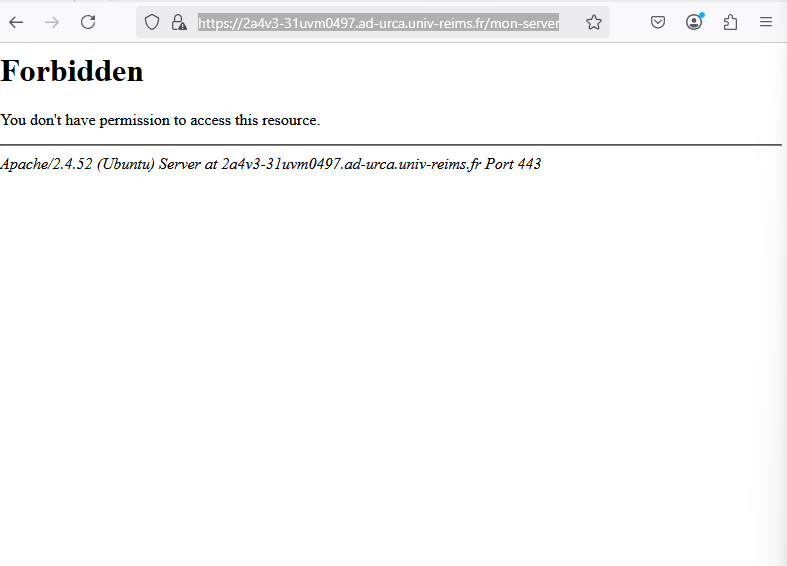 https://2a4v3-31uvm0497.ad-urca.univ-reims.fr/mon-server
Forbidden
You don't have permission to access this resource.
Apache/2.4.52 (Ubuntu) Server at 2a4v3-31uvm0497.ad-urca.univ-reims.fr Port 443